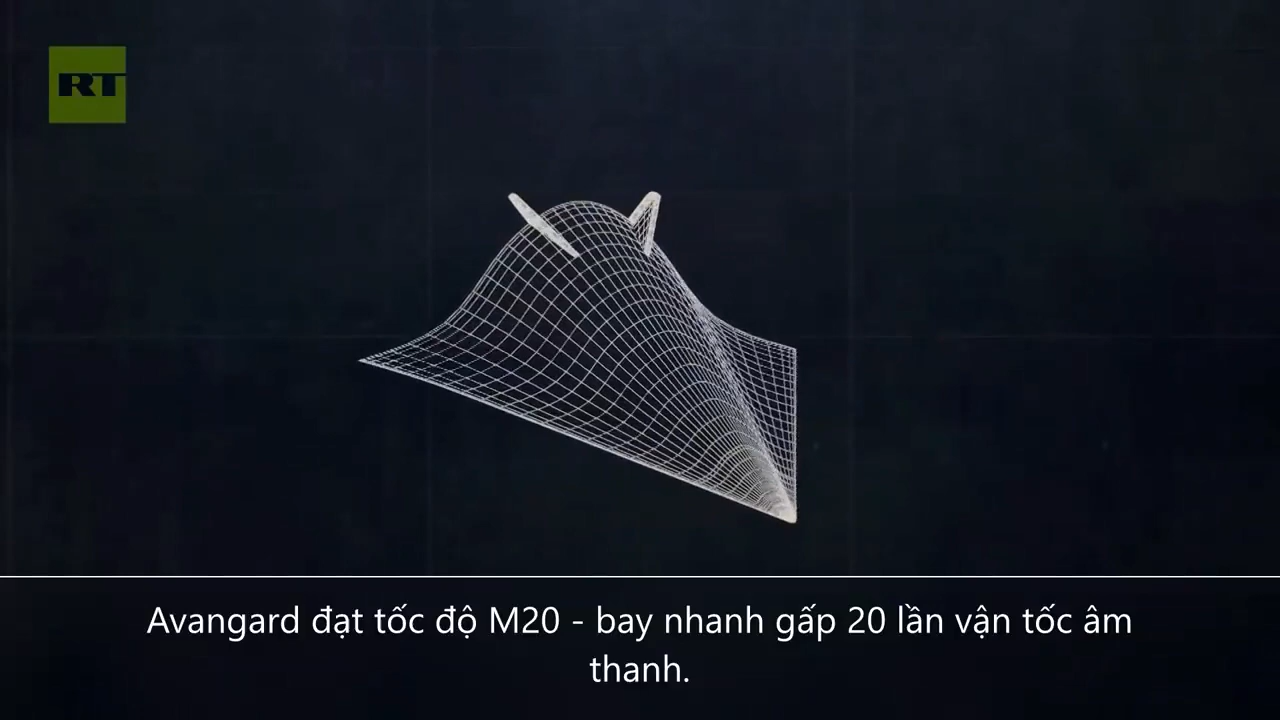 RT
Avangard đạt tốc độ M20 - bay nhanh gấp 20 lần vận tốc âm
thanh.